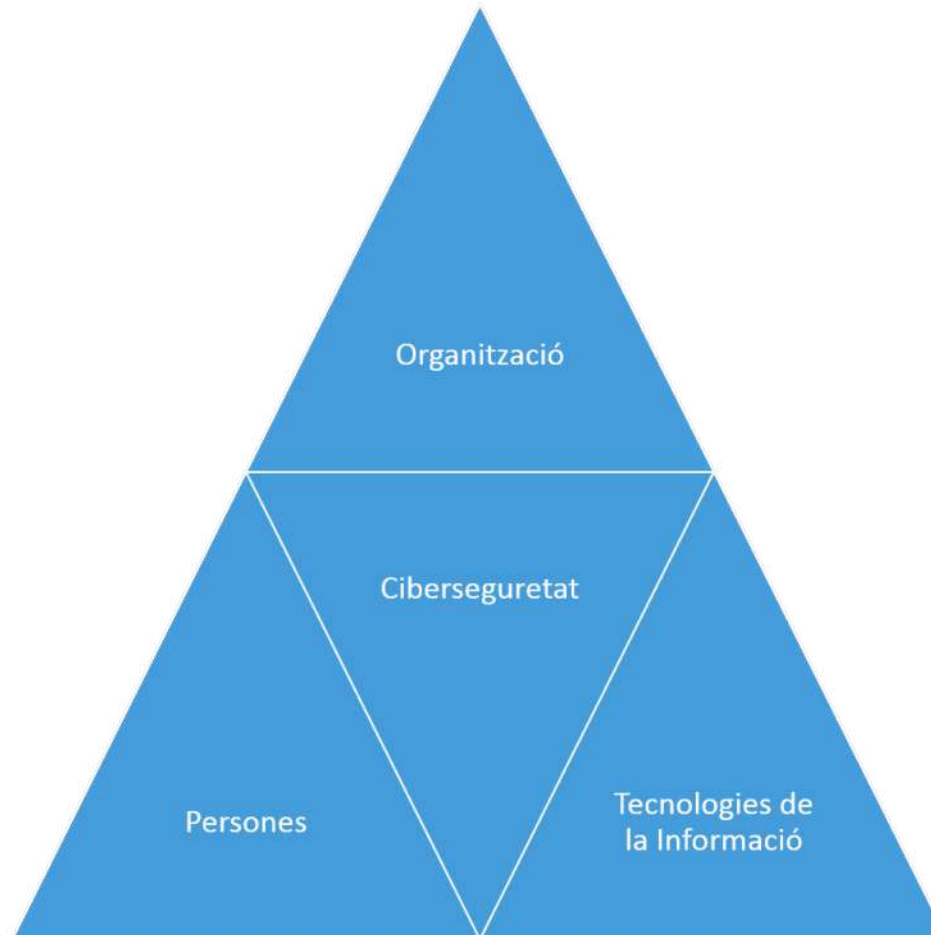 Organització
Ciberseguretat
Persones
Tecnologies de
la Informació